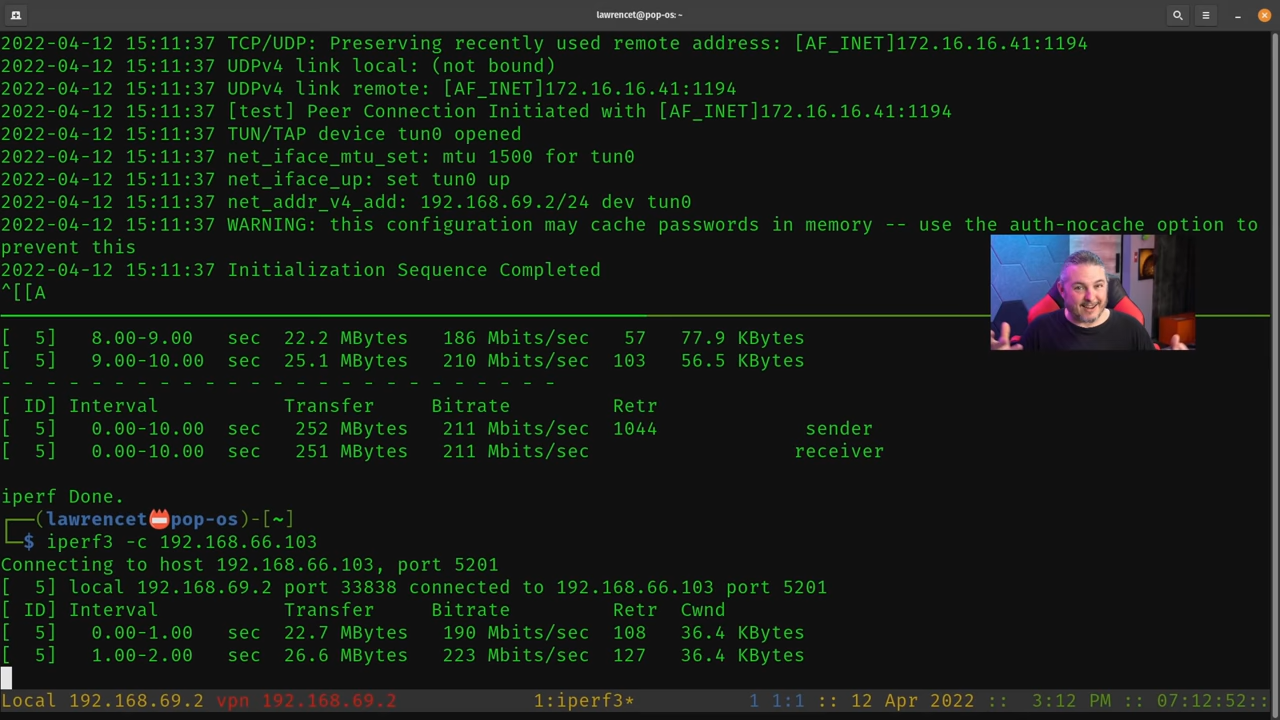 lawrencet@pop-os: ~
2022-04-12 15:11:37 TCP/UDP: Preserving recently used remote address: [AF_INET]172.16.16.41:1194
2022-04-12 15:11:37 UDPv4 link local: (not bound)
2022-04-12 15:11:37 UDPv4 link remote: [AF_INET]172.16.16.41:1194
2022-04-12 15:11:37 [test] Peer Connection Initiated with [AF_INET]172.16.16.41:1194
2022-04-12 15:11:37 TUN/TAP device tun0 opened
2022-04-12 15:11:37 net_iface_mtu_set: mtu 1500 for tun0
2022-04-12 15:11:37 net_iface_up: set tun0 up
2022-04-12 15:11:37 net_addr_v4_add: 192.168.69.2/24 dev tun0
2022-04-12 15:11:37 WARNING: this configuration may cache passwords in memory -- use the auth-nocache option to
prevent this
2022-04-12 15:11:37 Initialization Sequence Completed
^[[A
[  5]   8.00-9.00   sec  22.2 MBytes   186 Mbits/sec   57   77.9 KBytes
[  5]   9.00-10.00  sec  25.1 MBytes   210 Mbits/sec  103   56.5 KBytes
- - - - - - - - - - - - - - - - - - - - - - - - -
[ ID] Interval           Transfer     Bitrate         Retr
[  5]   0.00-10.00  sec   252 MBytes   211 Mbits/sec  1044             sender
[  5]   0.00-10.00  sec   251 MBytes   211 Mbits/sec                  receiver
iperf Done.
┌──(lawrencet📛pop-os)-[~]
└─$ iperf3 -c 192.168.66.103
Connecting to host 192.168.66.103, port 5201
[  5] local 192.168.69.2 port 33838 connected to 192.168.66.103 port 5201
[ ID] Interval           Transfer     Bitrate         Retr  Cwnd
[  5]   0.00-1.00   sec  22.7 MBytes   190 Mbits/sec  108   36.4 KBytes
[  5]   1.00-2.00   sec  26.6 MBytes   223 Mbits/sec  127   36.4 KBytes
Local 192.168.69.2 vpn 192.168.69.2 1:iperf3* 1 1:1 :: 12 Apr 2022 :: 3:12 PM :: 07:12:52::